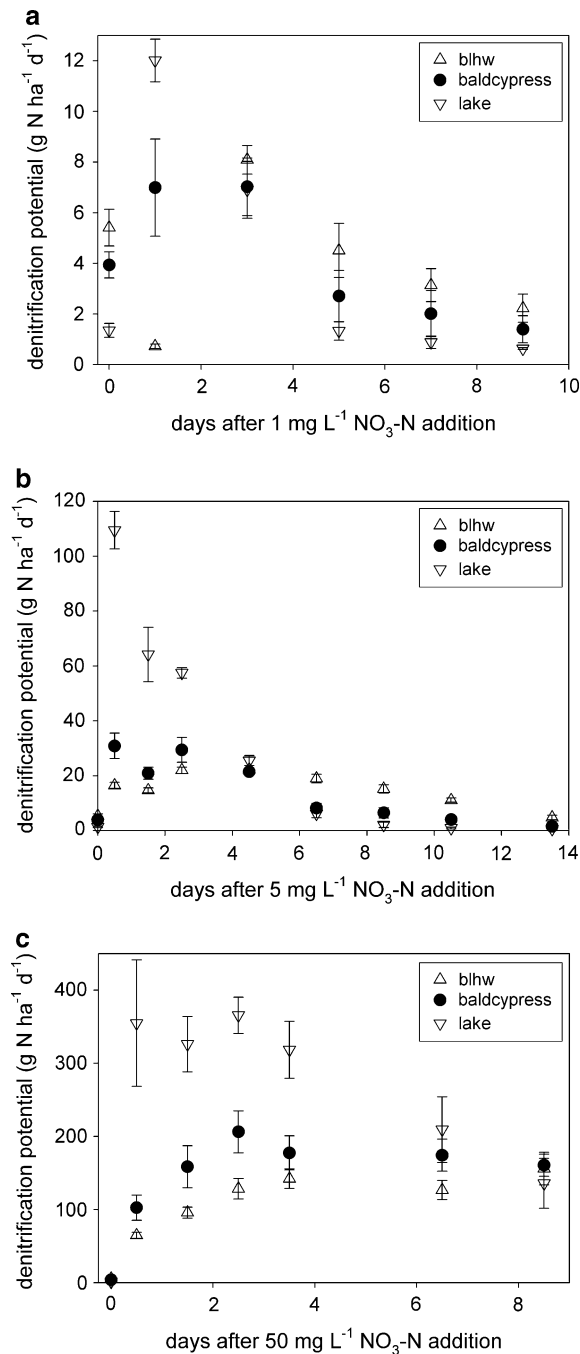 a
denitrification potential (g N ha⁻¹ d⁻¹)
12
10
8
6
4
2
0
blhw
baldcypress
lake
0 2 4 6 8 10
days after 1 mg L⁻¹ NO₃-N addition
b
denitrification potential (g N ha⁻¹ d⁻¹)
120
100
80
60
40
20
0
blhw
baldcypress
lake
0 2 4 6 8 10 12 14
days after 5 mg L⁻¹ NO₃-N addition
c
denitrification potential (g N ha⁻¹ d⁻¹)
400
300
200
100
0
blhw
baldcypress
lake
0 2 4 6 8
days after 50 mg L⁻¹ NO₃-N addition